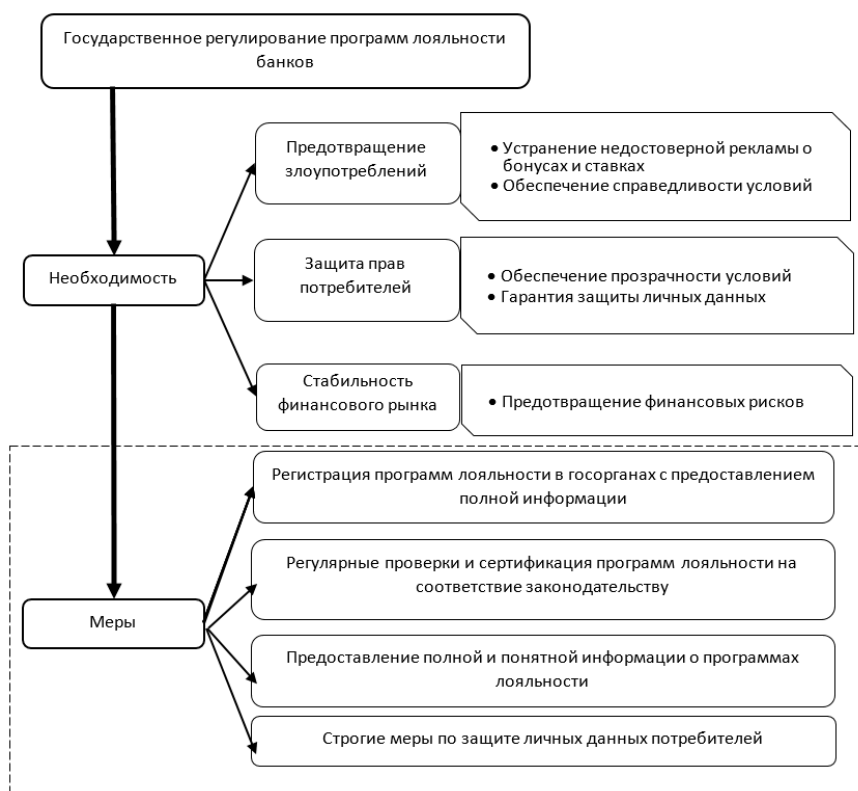 Государственное регулирование программ лояльности
банков
Предотвращение
злоупотреблений
• Устранение недостоверной рекламы о
бонусах и ставках
• Обеспечение справедливости условий
Необходимость
Защита прав
потребителей
• Обеспечение прозрачности условий
• Гарантия защиты личных данных
Стабильность
финансового рынка
• Предотвращение финансовых рисков
Регистрация программ лояльности в госорганах с предоставлением
полной информации
Регулярные проверки и сертификация программ лояльности на
соответствие законодательству
Меры
Предоставление полной и понятной информации о программах
лояльности
Строгие меры по защите личных данных потребителей